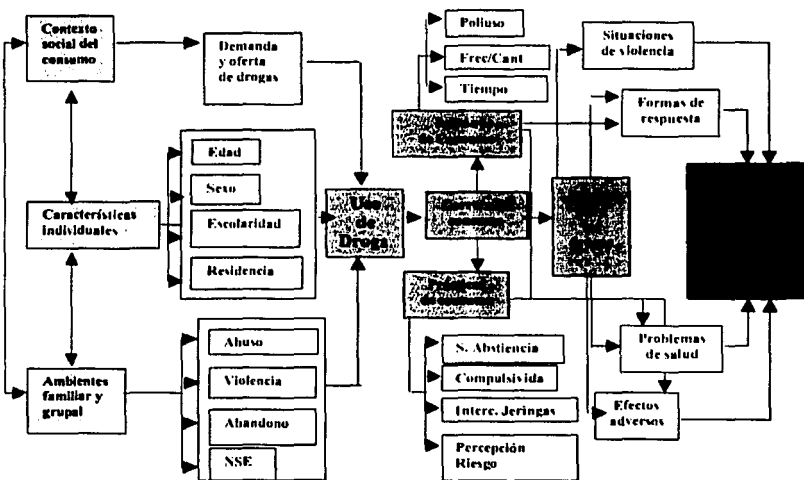 Contexto
social del
consumo
Demanda
y oferta
de drogas
Poliuso
Frec/Cant
Tiempo
Situaciones
de violencia
Formas de
respuesta
Características
individuales
Edad
Sexo
Escolaridad
Residencia
Uso
de
Droga
de
Ambientes
familiar y
grupal
Abuso
Violencia
Abandono
NSE
S. Abstiencia
Compulsivida
Interc. Jeringas
Percepción
Riesgo
Problemas
de salud
Efectos
adversos